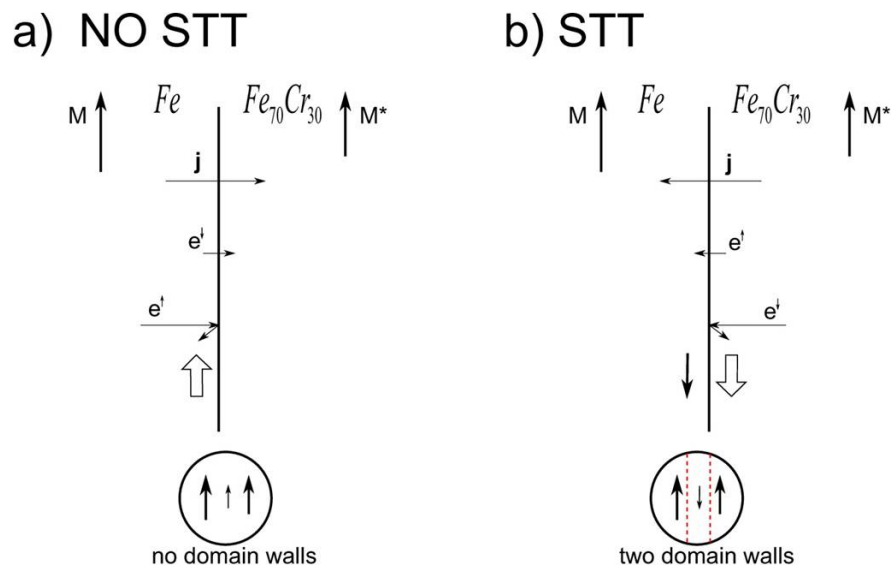 a) NO STT
M Fe Fe70Cr30 M*
j
e↓
e↑
no domain walls
b) STT
M Fe Fe70Cr30 M*
j
e↑
e↓
two domain walls